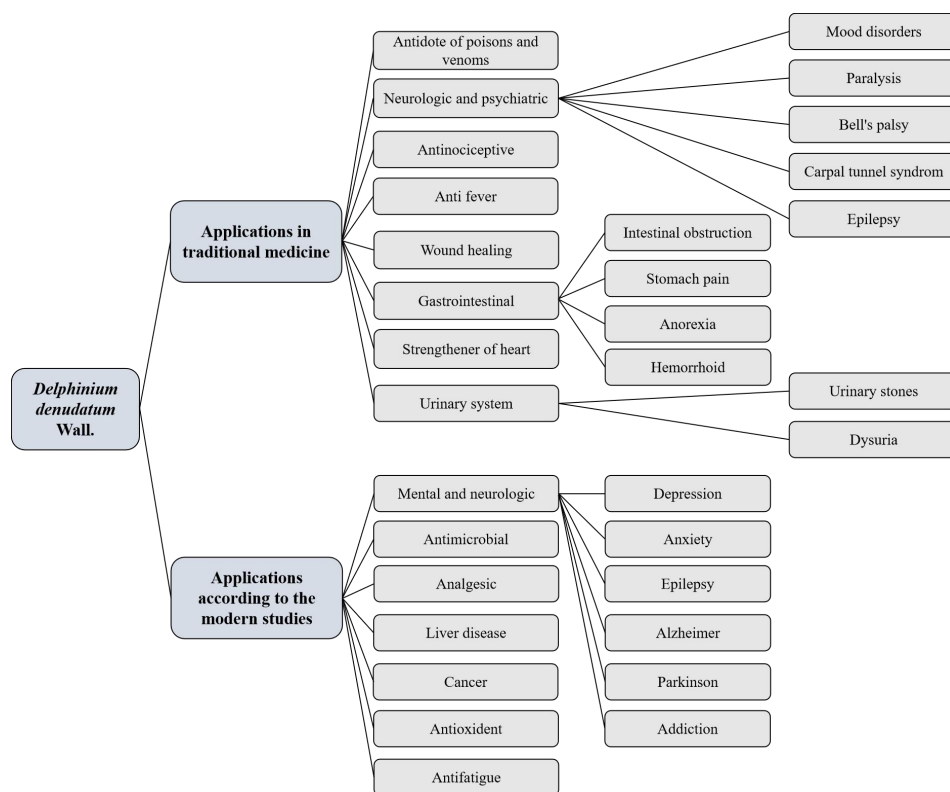 Delphinium
denudatum
Wall.
Applications in
traditional medicine
Antidote of poisons and
venoms
Neurologic and psychiatric
Mood disorders
Paralysis
Bell's palsy
Carpal tunnel syndrom
Epilepsy
Antinociceptive
Anti fever
Wound healing
Gastrointestinal
Intestinal obstruction
Stomach pain
Anorexia
Hemorrhoid
Strengthener of heart
Urinary system
Urinary stones
Dysuria
Applications
according to the
modern studies
Mental and neurologic
Depression
Anxiety
Epilepsy
Alzheimer
Parkinson
Addiction
Antimicrobial
Analgesic
Liver disease
Cancer
Antioxident
Antifatigue